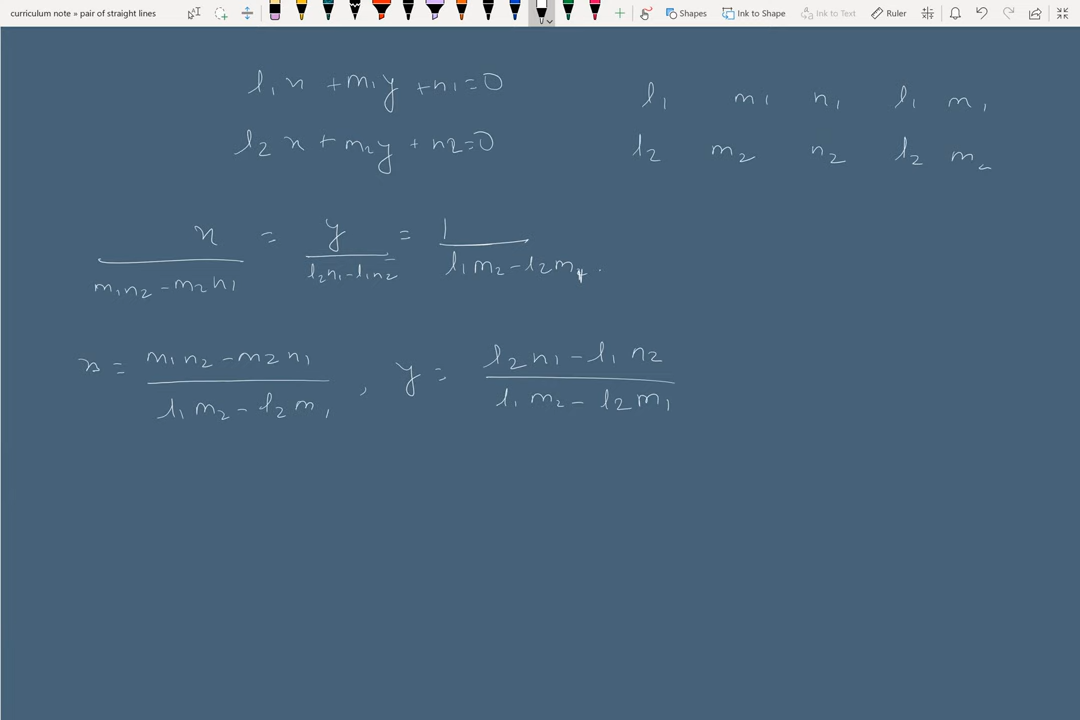 curriculum note » pair of straight lines
Shapes Ink to Shape Ink to Text Ruler
l₁x + m₁y + n₁ = 0
l₂x + m₂y + n2 = 0
l₁ m₁ n₁ l₁ m₁
l₂ m₂ n₂ l₂ m₂
x/(m₁n₂ - m₂n₁) = y/(l₂n₁ - l₁n₂) = 1/(l₁m₂ - l₂m₁)
x = (m₁n₂ - m2n₁)/(l₁m₂ - l₂m₁) , y = (l₂n₁ - l₁n2)/(l₁m₂ - l2m₁)